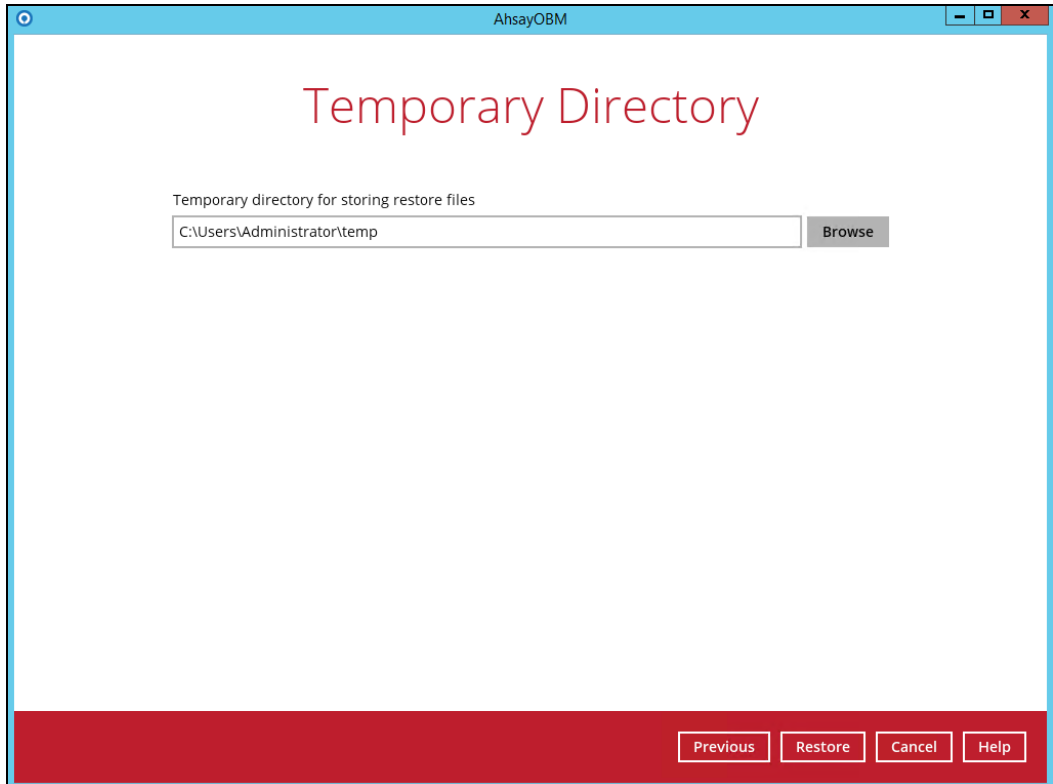 AhsayOBM
Temporary Directory
Temporary directory for storing restore files
C:\Users\Administrator\temp
Browse
Previous Restore Cancel Help